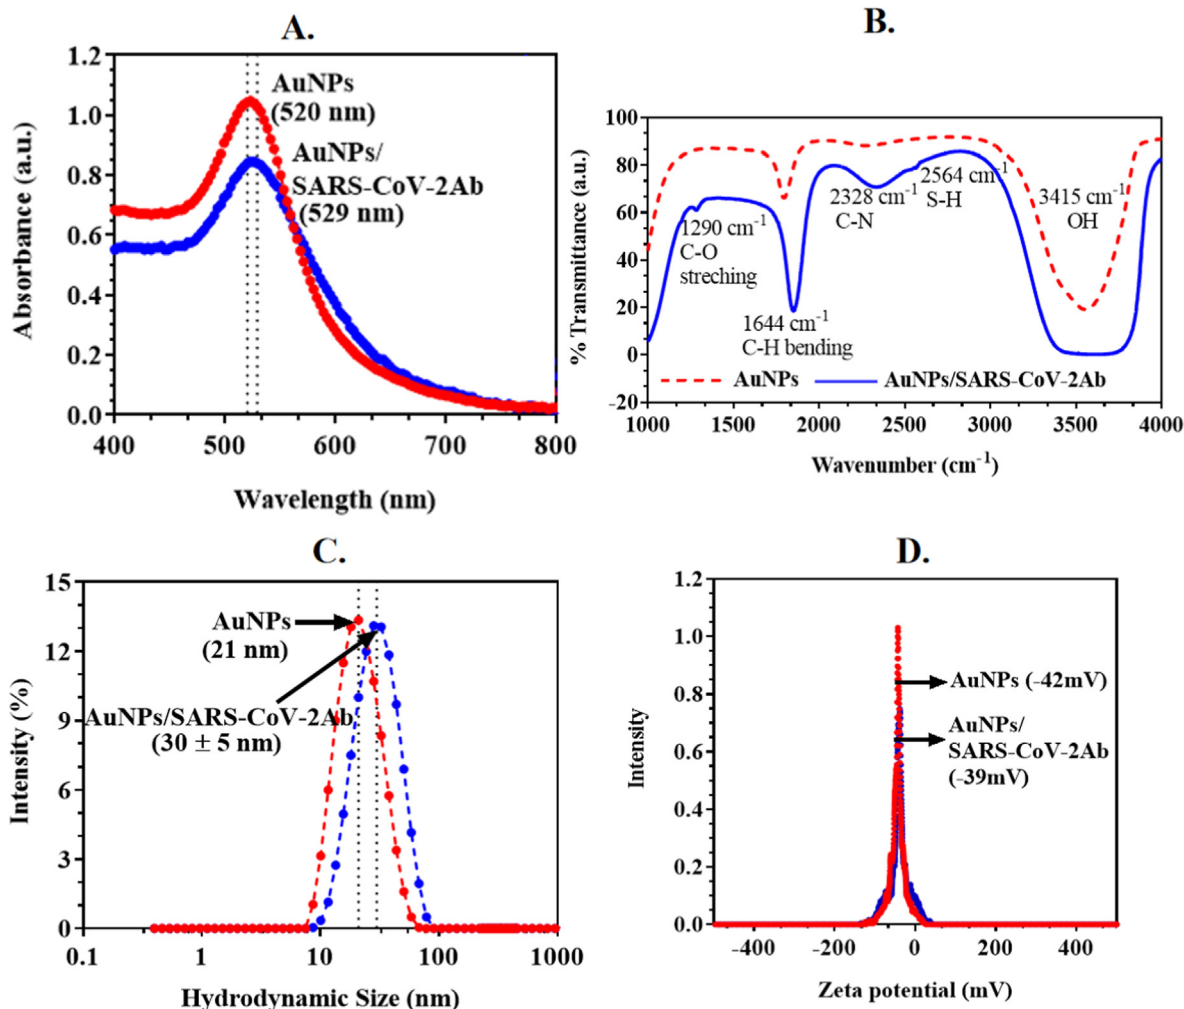 A.
1.2
1.0
0.8
0.6
0.4
0.2
0.0
AuNPs
(520 nm)
AuNPs/
SARS-CoV-2Ab
(529 nm)
400 500 600 700 800
Absorbance (a.u.)
Wavelength (nm)
B.
100
80
60
40
20
0
-20
1290 cm-1
C-O
streching
1644 cm-1
C-H bending
2328 cm-1
C-N
2564 cm-1
S-H
3415 cm-1
OH
AuNPs AuNPs/SARS-CoV-2Ab
1000 1500 2000 2500 3000 3500 4000
% Transmittance (a.u.)
Wavenumber (cm-1)
C.
15
12
9
6
3
0
AuNPs
(21 nm)
AuNPs/SARS-CoV-2Ab
(30 ± 5 nm)
0.1 1 10 100 1000
Intensity (%)
Hydrodynamic Size (nm)
D.
1.2
1.0
0.8
0.6
0.4
0.2
0.0
AuNPs (-42mV)
AuNPs/
SARS-CoV-2Ab
(-39mV)
-400 -200 0 200 400
Intensity
Zeta potential (mV)